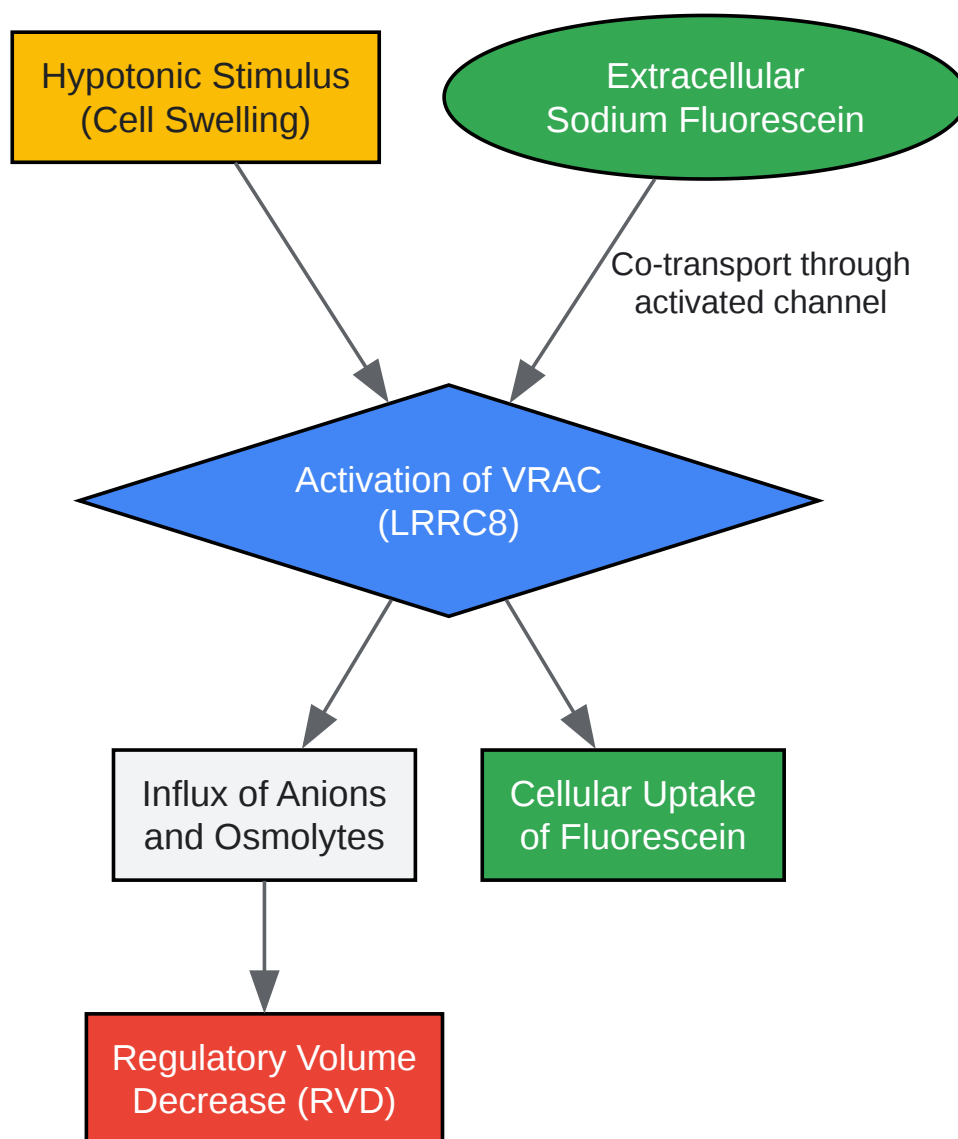 Hypotonic Stimulus
(Cell Swelling)
Extracellular
Sodium Fluorescein
Co-transport through
activated channel
Activation of VRAC
(LRRC8)
Influx of Anions
and Osmolytes
Cellular Uptake
of Fluorescein
Regulatory Volume
Decrease (RVD)